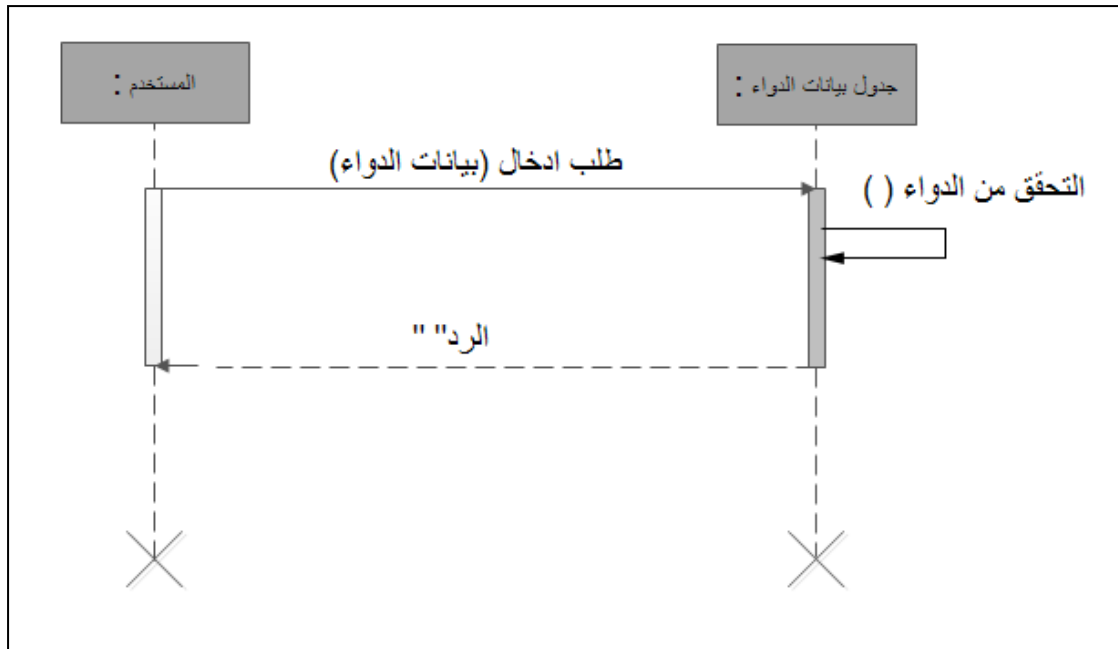 المستخدم :
جدول بيانات الدواء :
طلب ادخال (بيانات الدواء)
التحقق من الدواء ( )
الرد" "